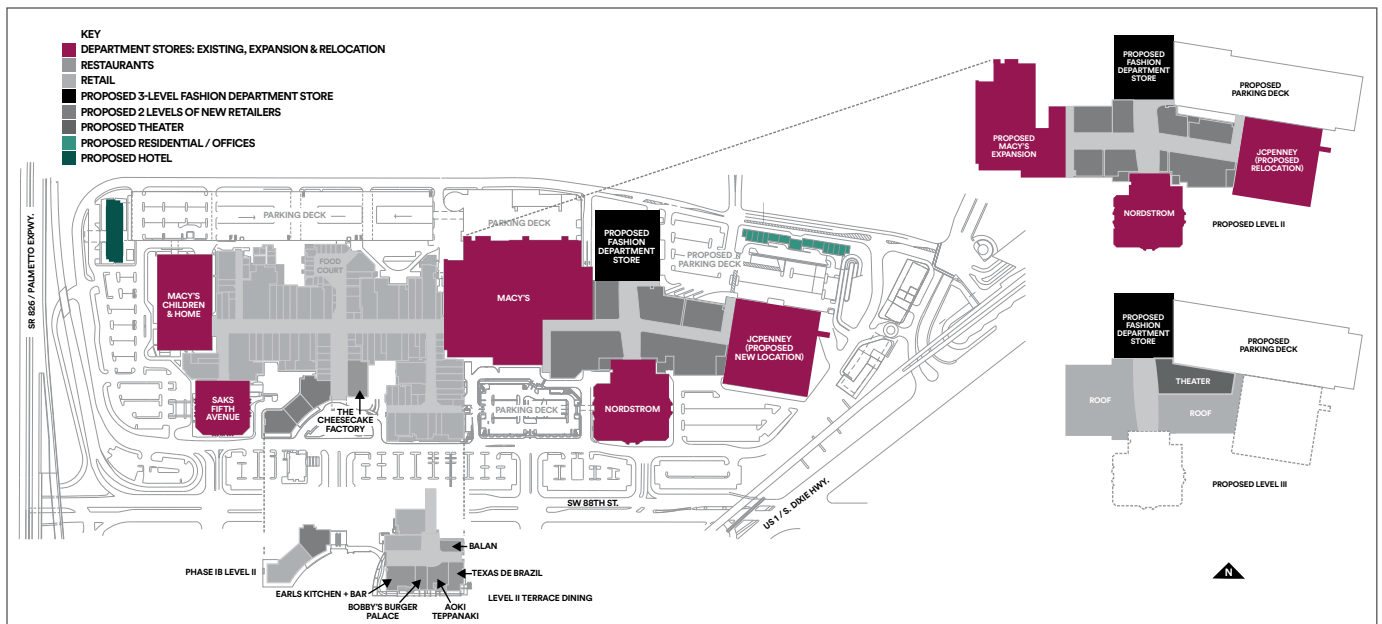 KEY
DEPARTMENT STORES: EXISTING, EXPANSION & RELOCATION
RESTAURANTS
RETAIL
PROPOSED 3-LEVEL FASHION DEPARTMENT STORE
PROPOSED 2 LEVELS OF NEW RETAILERS
PROPOSED THEATER
PROPOSED RESIDENTIAL / OFFICES
PROPOSED HOTEL
SR 826 / PALMETTO EXPWY.
PARKING DECK
PARKING DECK
FOOD
COURT
MACY'S
CHILDREN
& HOME
SAKS
FIFTH
AVENUE
THE
CHEESECAKE
FACTORY
MACY'S
PARKING DECK
PROPOSED
FASHION
DEPARTMENT
STORE
PROPOSED
PARKING DECK
JCPENNEY
(PROPOSED
NEW LOCATION)
NORDSTROM
SW 88TH ST.
US 1 / S. DIXIE HWY.
PHASE IB LEVEL II
BALAN
TEXAS DE BRAZIL
EARLS KITCHEN + BAR
BOBBY'S BURGER
PALACE
AOKI
TEPPANAKI
LEVEL II TERRACE DINING
PROPOSED
FASHION
DEPARTMENT
STORE
PROPOSED
PARKING DECK
PROPOSED
MACY'S
EXPANSION
JCPENNEY
(PROPOSED
RELOCATION)
NORDSTROM
PROPOSED LEVEL II
PROPOSED
FASHION
DEPARTMENT
STORE
PROPOSED
PARKING DECK
THEATER
ROOF
ROOF
PROPOSED LEVEL III
N